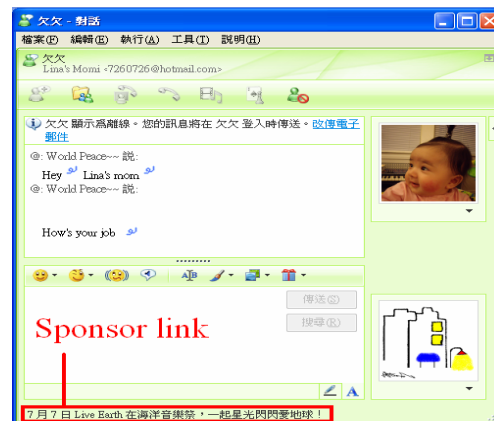 欠欠 - 對話
檔案(F) 編輯(E) 執行(A) 工具(T) 說明(H)
欠欠
Lina's Momi <7260726@hotmail.com>
欠欠 顯示為離線。您的訊息將在 欠欠 登入時傳送。改傳電子
郵件
@: World Peace~~ 說:
Hey Lina's mom
@: World Peace~~ 說:
How's your job
傳送(S)
搜尋(R)
Sponsor link
A
7 月 7 日 Live Earth 在海洋音樂祭，一起星光閃閃愛地球！